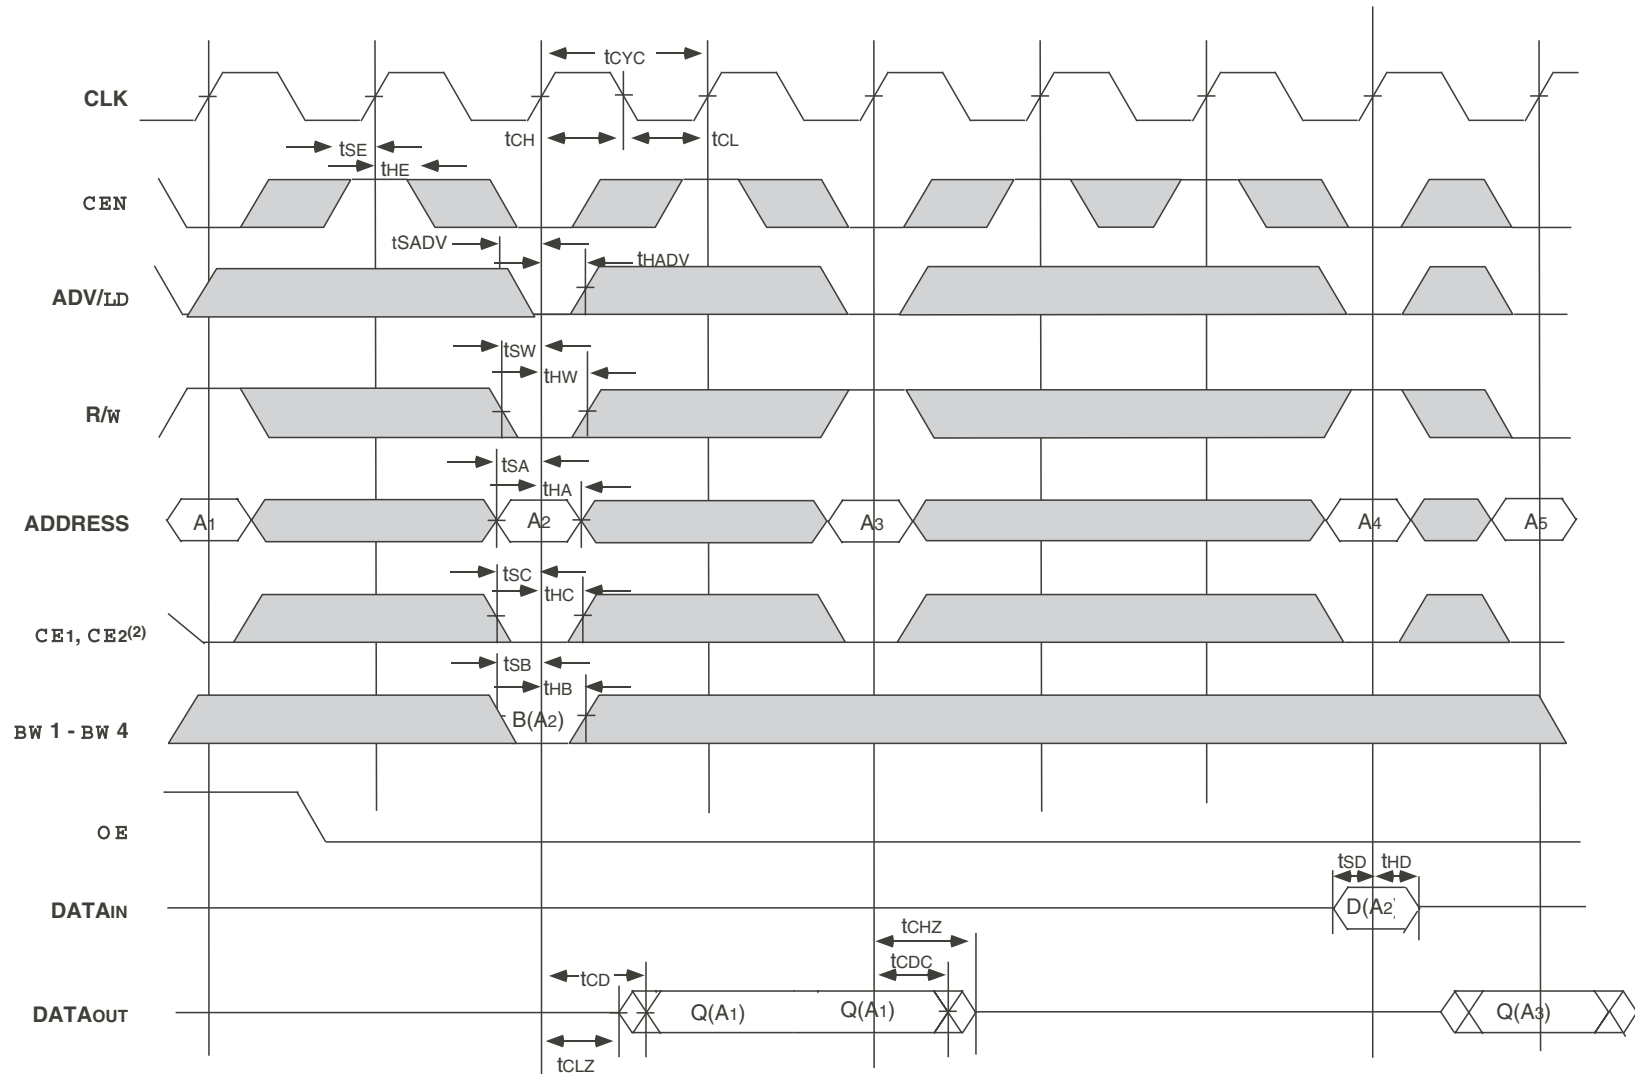 tCYC
CLK
tCH
tCL
tSE
tHE
CEN
tSADV
tHADV
ADV/LD
tSW
tHW
R/W
tSA
tHA
ADDRESS
A1
A2
A3
A4
A5
tSC
tHC
CE1, CE2(2)
tSB
tHB
BW 1 - BW 4
B(A2)
OE
tSD
tHD
DATAIN
D(A2)
tCHZ
tCD
tCDC
DATAOUT
Q(A1)
Q(A1)
Q(A3)
tCLZ